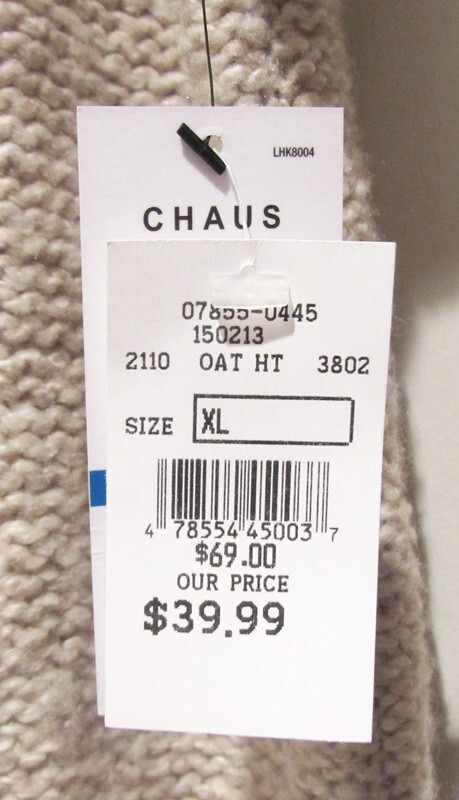 LHK8004
CHAUS
07855-0445
150213
2110 OAT HT 3802
SIZE XL
4 78554 45003 7
$69.00
OUR PRICE
$39.99